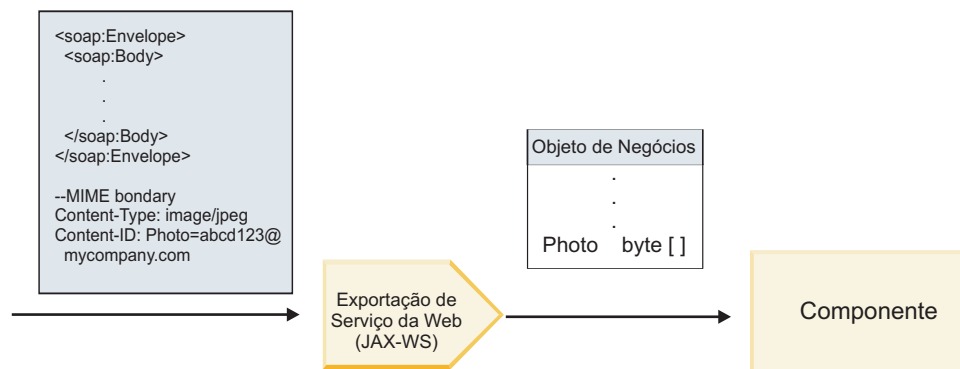 <soap:Envelope>
<soap:Body>
.
.
.
</soap:Body>
</soap:Envelope>
--MIME bondary
Content-Type: image/jpeg
Content-ID: Photo=abcd123@
mycompany.com
Objeto de Negócios
.
.
.
Photo byte [ ]
Exportação de
Serviço da Web
(JAX-WS)
Componente